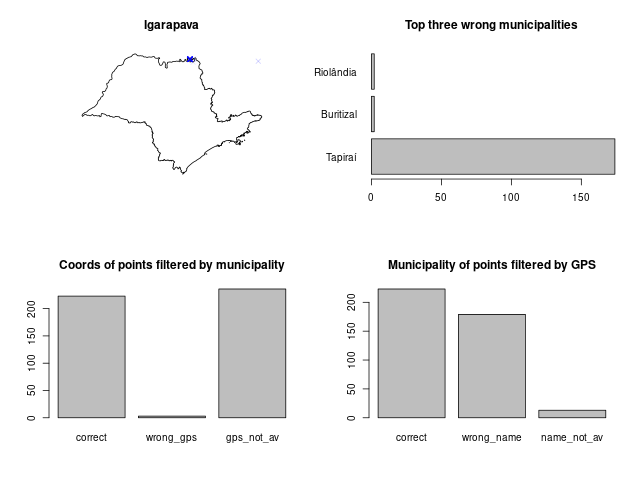 Igarapava
Top three wrong municipalities
Riolândia
Buritizal
Tapiraí
0 50 100 150
Coords of points filtered by municipality
0 50 100 150 200
correct wrong_gps gps_not_av
Municipality of points filtered by GPS
0 50 100 150 200
correct wrong_name name_not_av